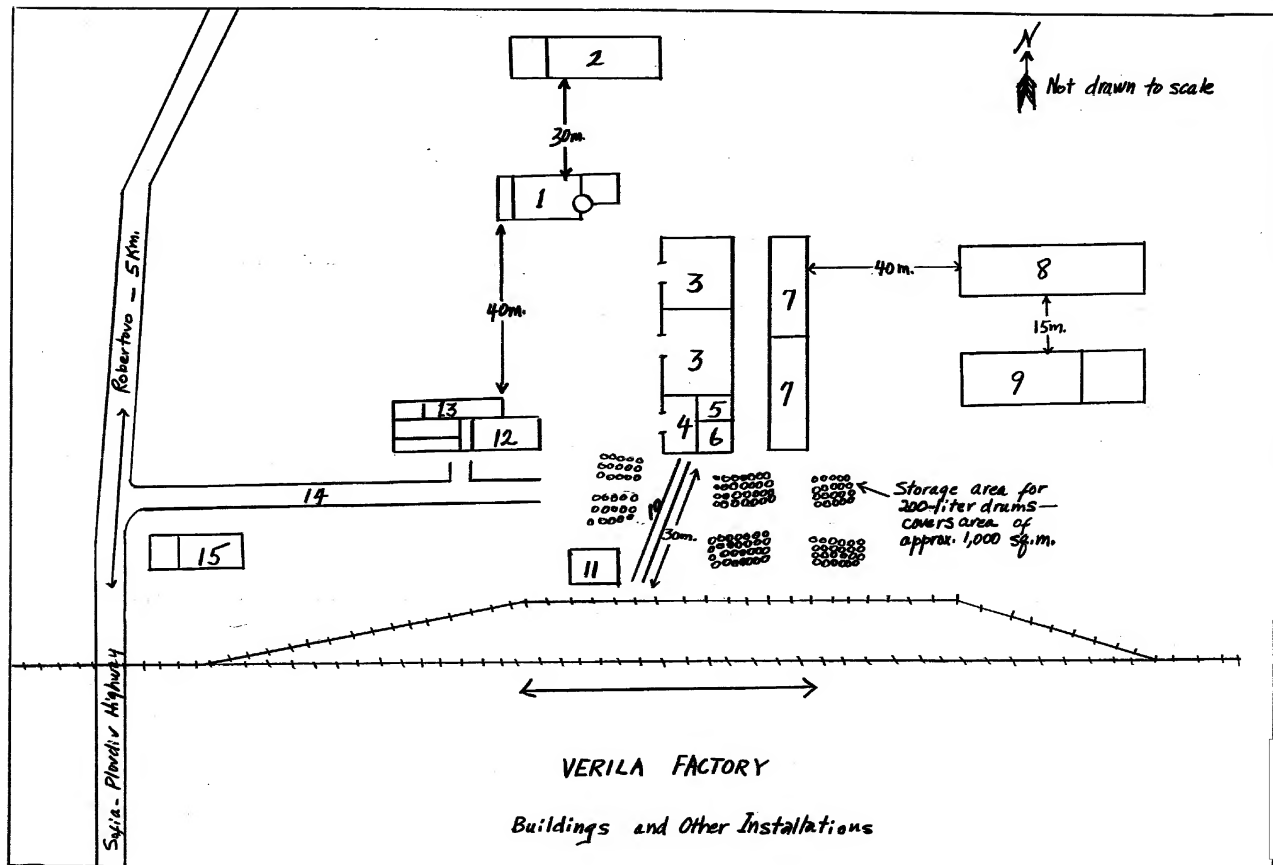 2
N
Not drawn to scale
30m.
1
Robertovo - 5Km.
40m.
3
7
40m.
8
15m.
3
7
9
13
12
4
5
6
14
10
30m.
Storage area for
200-liter drums—
covers area of
approx. 1,000 sq.m.
15
11
Sofia-Plovdiv Highway
VERILA FACTORY
Buildings and Other Installations